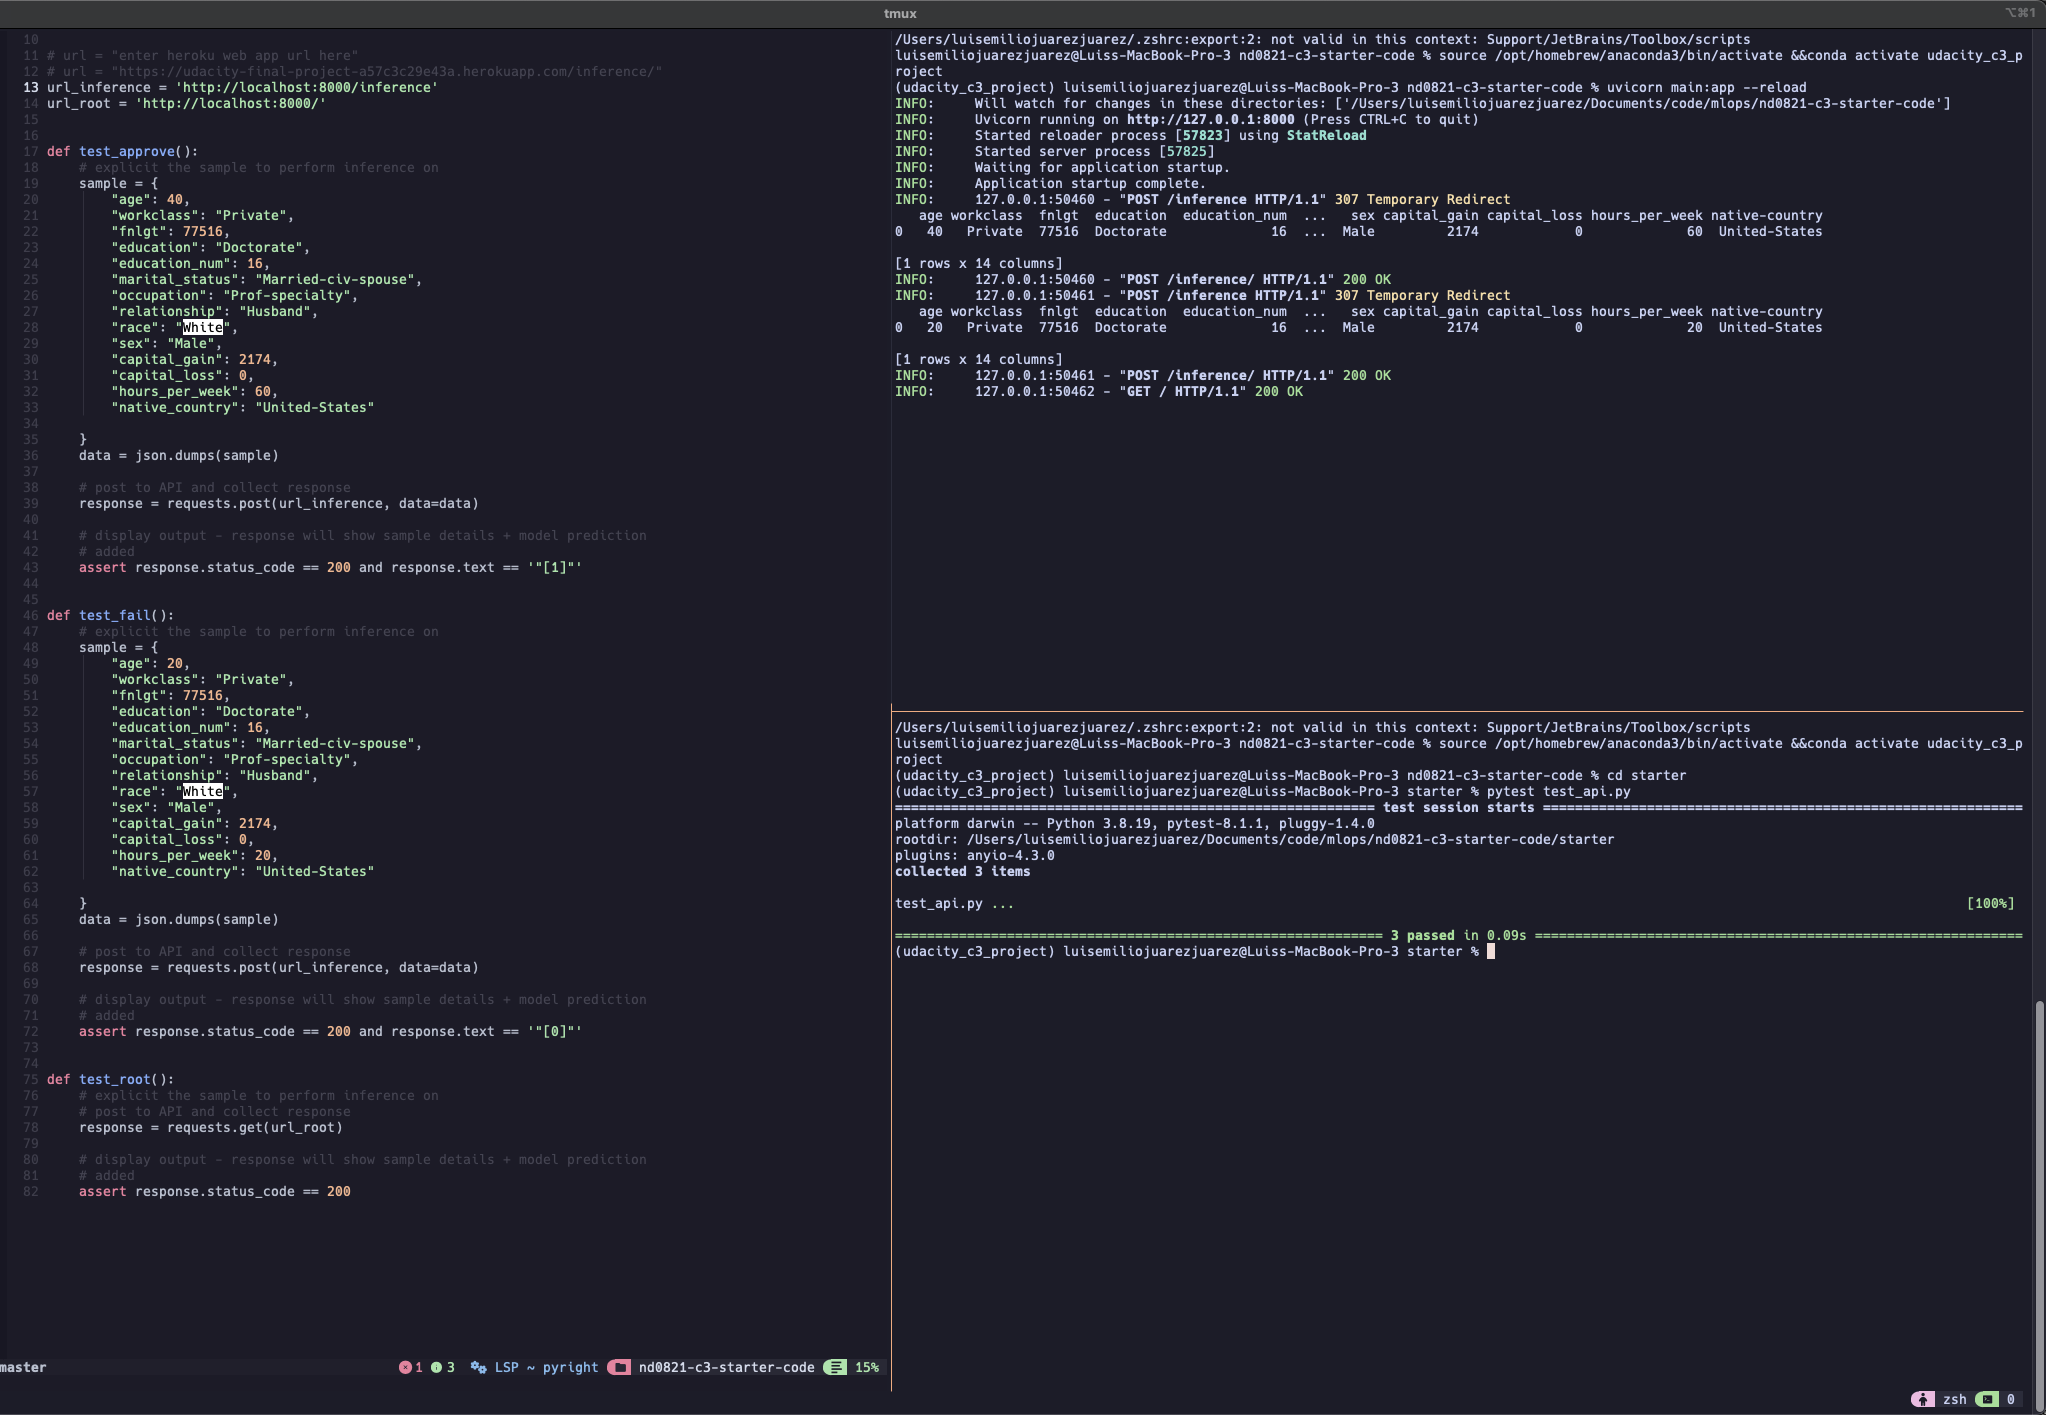 tmux
⌥⌘1
10
11 # url = "enter heroku web app url here"
12 # url = "https://udacity-final-project-a57c3c29e43a.herokuapp.com/inference/"
13 url_inference = 'http://localhost:8000/inference'
14 url_root = 'http://localhost:8000/'
15
16
17 def test_approve():
18     # explicit the sample to perform inference on
19     sample = {
20         "age": 40,
21         "workclass": "Private",
22         "fnlgt": 77516,
23         "education": "Doctorate",
24         "education_num": 16,
25         "marital_status": "Married-civ-spouse",
26         "occupation": "Prof-specialty",
27         "relationship": "Husband",
28         "race": "White",
29         "sex": "Male",
30         "capital_gain": 2174,
31         "capital_loss": 0,
32         "hours_per_week": 60,
33         "native_country": "United-States"
34
35     }
36     data = json.dumps(sample)
37
38     # post to API and collect response
39     response = requests.post(url_inference, data=data)
40
41     # display output - response will show sample details + model prediction
42     # added
43     assert response.status_code == 200 and response.text == '"[1]"'
44
45
46 def test_fail():
47     # explicit the sample to perform inference on
48     sample = {
49         "age": 20,
50         "workclass": "Private",
51         "fnlgt": 77516,
52         "education": "Doctorate",
53         "education_num": 16,
54         "marital_status": "Married-civ-spouse",
55         "occupation": "Prof-specialty",
56         "relationship": "Husband",
57         "race": "White",
58         "sex": "Male",
59         "capital_gain": 2174,
60         "capital_loss": 0,
61         "hours_per_week": 20,
62         "native_country": "United-States"
63
64     }
65     data = json.dumps(sample)
66
67     # post to API and collect response
68     response = requests.post(url_inference, data=data)
69
70     # display output - response will show sample details + model prediction
71     # added
72     assert response.status_code == 200 and response.text == '"[0]"'
73
74
75 def test_root():
76     # explicit the sample to perform inference on
77     # post to API and collect response
78     response = requests.get(url_root)
79
80     # display output - response will show sample details + model prediction
81     # added
82     assert response.status_code == 200
master 1 3 LSP ~ pyright nd0821-c3-starter-code 15%
/Users/luisemiliojuarezjuarez/.zshrc:export:2: not valid in this context: Support/JetBrains/Toolbox/scripts
luisemiliojuarezjuarez@Luiss-MacBook-Pro-3 nd0821-c3-starter-code % source /opt/homebrew/anaconda3/bin/activate &&conda activate udacity_c3_p
roject
(udacity_c3_project) luisemiliojuarezjuarez@Luiss-MacBook-Pro-3 nd0821-c3-starter-code % uvicorn main:app --reload
INFO:     Will watch for changes in these directories: ['/Users/luisemiliojuarezjuarez/Documents/code/mlops/nd0821-c3-starter-code']
INFO:     Uvicorn running on http://127.0.0.1:8000 (Press CTRL+C to quit)
INFO:     Started reloader process [57823] using StatReload
INFO:     Started server process [57825]
INFO:     Waiting for application startup.
INFO:     Application startup complete.
INFO:     127.0.0.1:50460 - "POST /inference HTTP/1.1" 307 Temporary Redirect
   age workclass  fnlgt  education  education_num  ...   sex capital_gain capital_loss hours_per_week native-country
0   40   Private  77516  Doctorate             16  ...  Male         2174            0             60  United-States

[1 rows x 14 columns]
INFO:     127.0.0.1:50460 - "POST /inference/ HTTP/1.1" 200 OK
INFO:     127.0.0.1:50461 - "POST /inference HTTP/1.1" 307 Temporary Redirect
   age workclass  fnlgt  education  education_num  ...   sex capital_gain capital_loss hours_per_week native-country
0   20   Private  77516  Doctorate             16  ...  Male         2174            0             20  United-States

[1 rows x 14 columns]
INFO:     127.0.0.1:50461 - "POST /inference/ HTTP/1.1" 200 OK
INFO:     127.0.0.1:50462 - "GET / HTTP/1.1" 200 OK
/Users/luisemiliojuarezjuarez/.zshrc:export:2: not valid in this context: Support/JetBrains/Toolbox/scripts
luisemiliojuarezjuarez@Luiss-MacBook-Pro-3 nd0821-c3-starter-code % source /opt/homebrew/anaconda3/bin/activate &&conda activate udacity_c3_p
roject
(udacity_c3_project) luisemiliojuarezjuarez@Luiss-MacBook-Pro-3 nd0821-c3-starter-code % cd starter
(udacity_c3_project) luisemiliojuarezjuarez@Luiss-MacBook-Pro-3 starter % pytest test_api.py
============================================================ test session starts ============================================================
platform darwin -- Python 3.8.19, pytest-8.1.1, pluggy-1.4.0
rootdir: /Users/luisemiliojuarezjuarez/Documents/code/mlops/nd0821-c3-starter-code/starter
plugins: anyio-4.3.0
collected 3 items

test_api.py ... [100%]

============================================================= 3 passed in 0.09s =============================================================
(udacity_c3_project) luisemiliojuarezjuarez@Luiss-MacBook-Pro-3 starter %
zsh 0